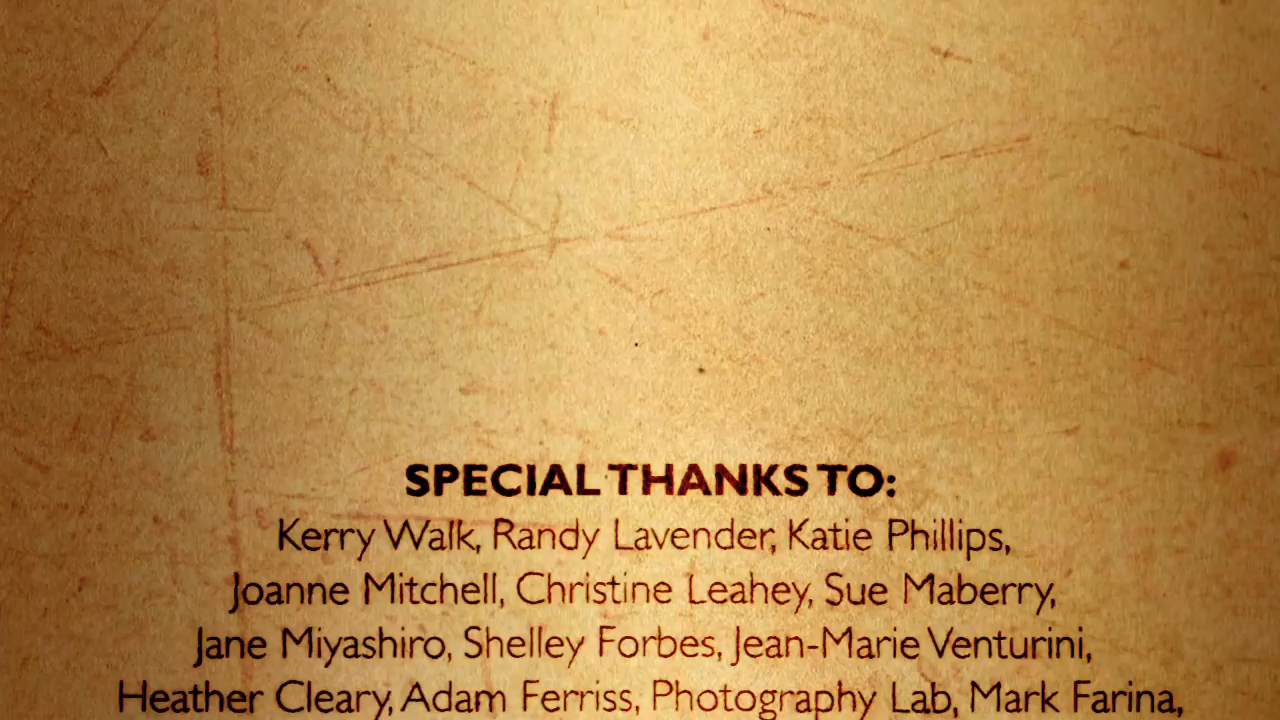 SPECIAL THANKS TO:
Kerry Walk, Randy Lavender, Katie Phillips,
Joanne Mitchell, Christine Leahey, Sue Maberry,
Jane Miyashiro, Shelley Forbes, Jean-Marie Venturini,
Heather Cleary, Adam Ferriss, Photography Lab, Mark Farina,